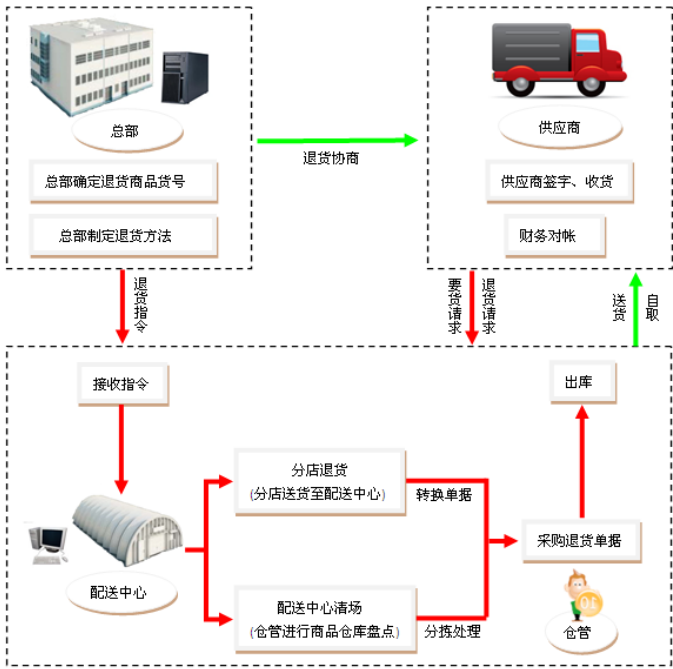 总部
供应商
退货协商
总部确定退货商品货号
供应商签字、收货
总部制定退货方法
财务对帐
退货指令
要货请求
退货请求
送货
自取
接收指令
出库
分店退货
(分店送货至配送中心)
转换单据
采购退货单据
配送中心
配送中心清场
(仓管进行商品仓库盘点)
分拣处理
10
仓管